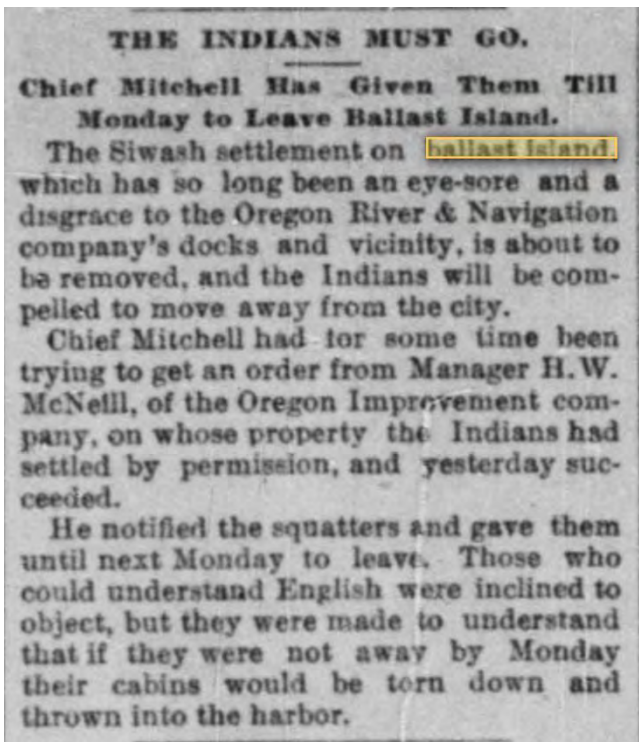 THE INDIANS MUST GO.
Chief Mitchell Has Given Them Till
Monday to Leave Ballast Island.
The Siwash settlement on ballast island,
which has so long been an eye-sore and a
disgrace to the Oregon River & Navigation
company's docks and vicinity, is about to
be removed, and the Indians will be com-
pelled to move away from the city.
Chief Mitchell had for some time been
trying to get an order from Manager H. W.
McNeill, of the Oregon Improvement com-
pany, on whose property the Indians had
settled by permission, and yesterday suc-
ceeded.
He notified the squatters and gave them
until next Monday to leave. Those who
could understand English were inclined to
object, but they were made to understand
that if they were not away by Monday
their cabins would be torn down and
thrown into the harbor.